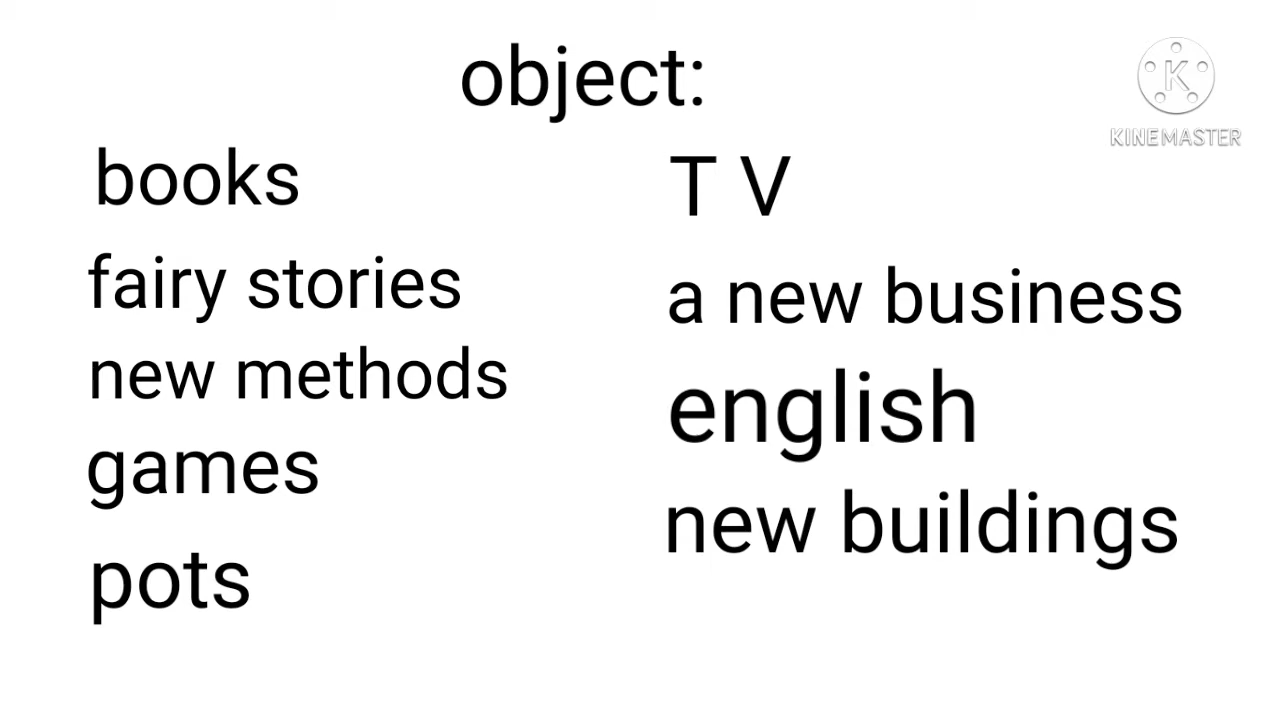 object:
books
fairy stories
new methods
games
pots
T V
a new business
english
new buildings
K
KINEMASTER